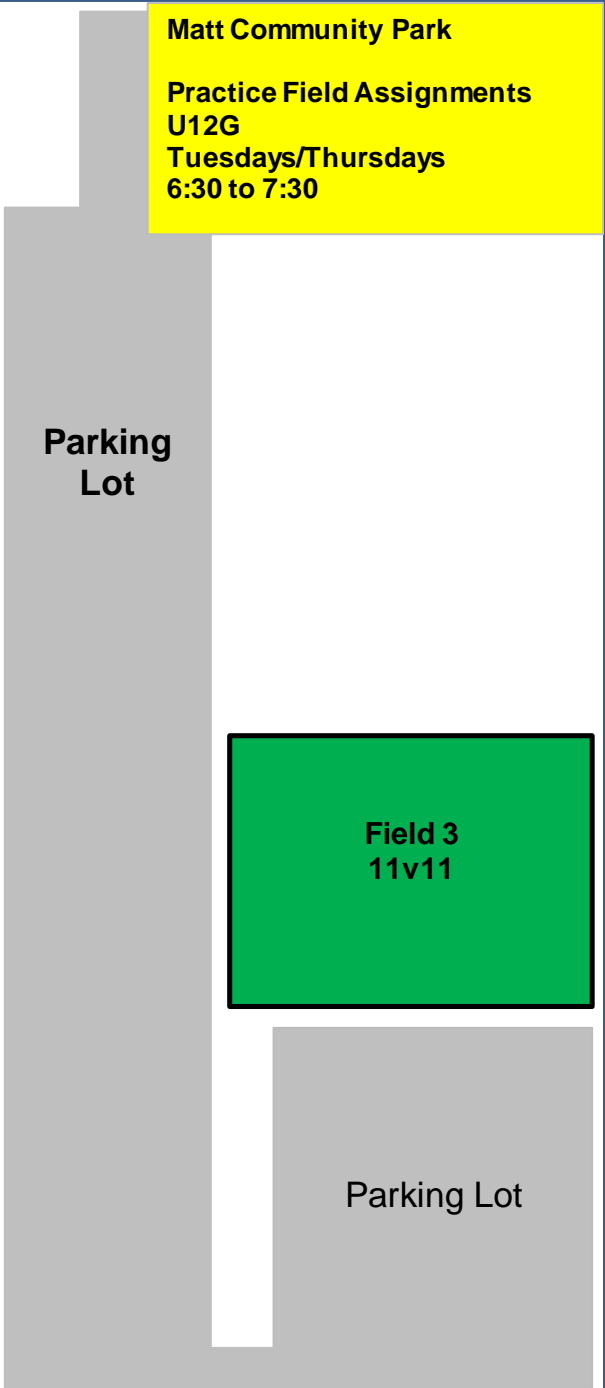 Matt Community Park
Practice Field Assignments
U12G
Tuesdays/Thursdays
6:30 to 7:30
Parking
Lot
Field 3
11v11
Parking Lot